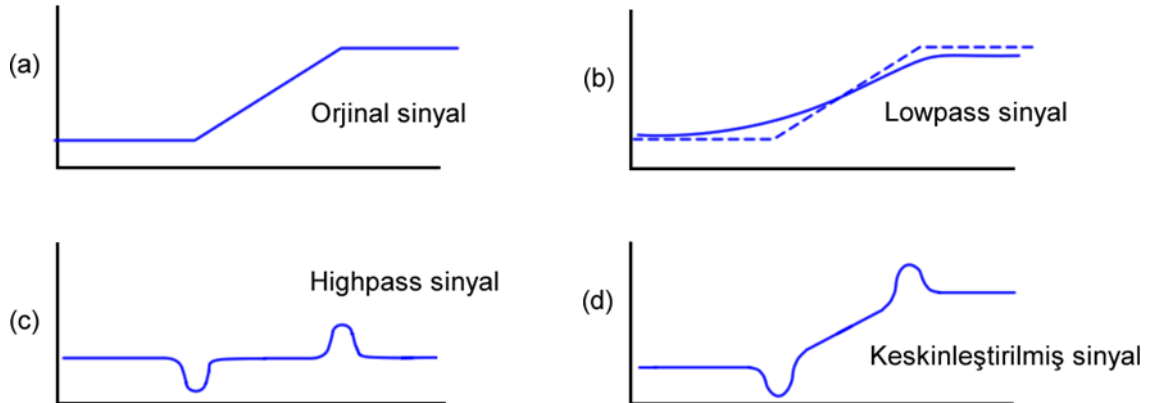 (a)
Orjinal sinyal
(b)
Lowpass sinyal
(c)
Highpass sinyal
(d)
Keskinleştirilmiş sinyal